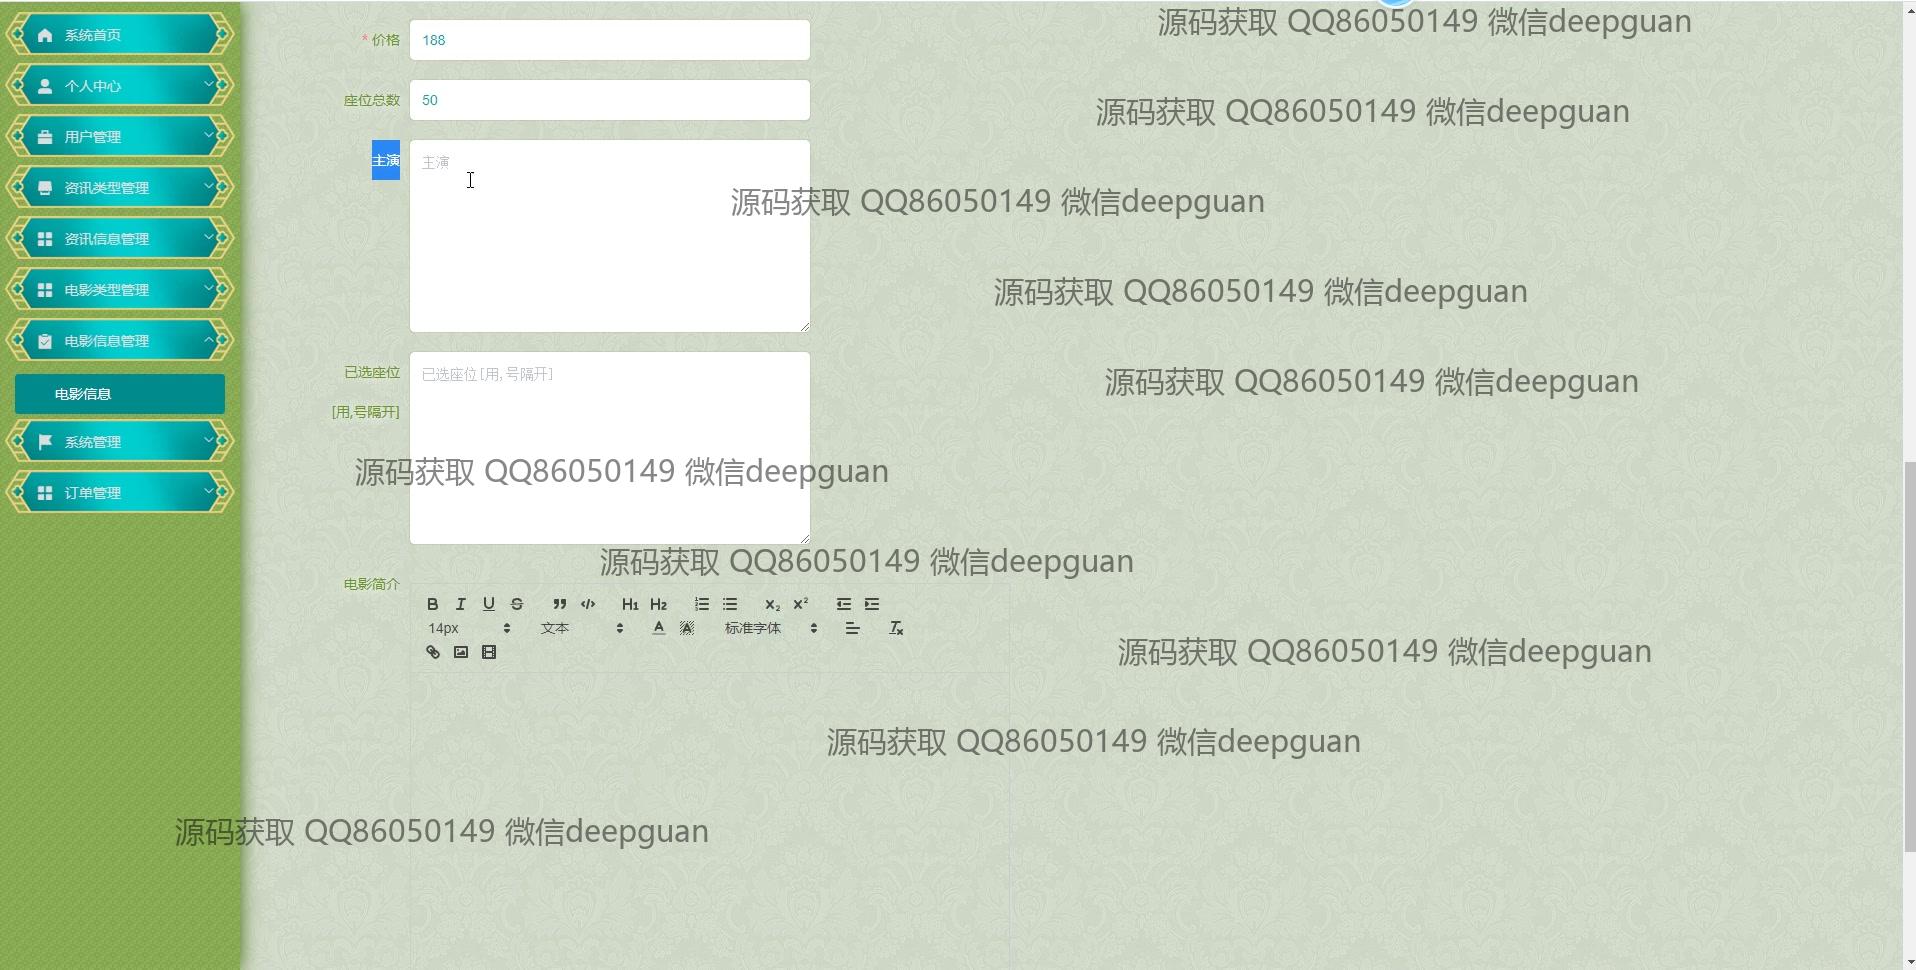 系统首页
个人中心
用户管理
资讯类型管理
资讯信息管理
电影类型管理
电影信息管理
电影信息
系统管理
订单管理
* 价格 188
座位总数 50
主演 主演
已选座位[用,号隔开] 已选座位[用,号隔开]
电影简介
B I U S H1 H2 X2 X2
14px 文本 A A 标准字体 Tx
源码获取 QQ86050149 微信deepguan
源码获取 QQ86050149 微信deepguan
源码获取 QQ86050149 微信deepguan
源码获取 QQ86050149 微信deepguan
源码获取 QQ86050149 微信deepguan
源码获取 QQ86050149 微信deepguan
源码获取 QQ86050149 微信deepguan
源码获取 QQ86050149 微信deepguan
源码获取 QQ86050149 微信deepguan
源码获取 QQ86050149 微信deepguan